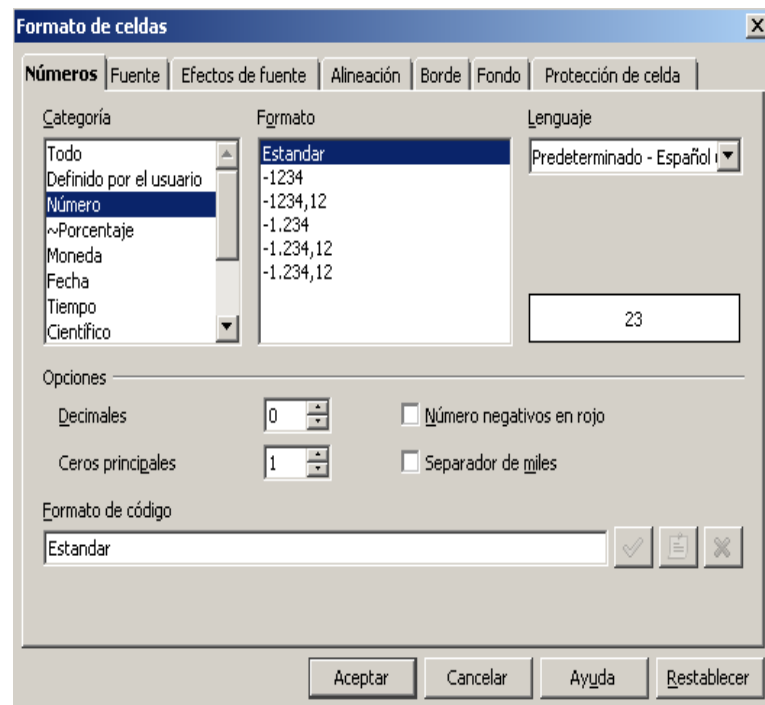 Formato de celdas
Números Fuente Efectos de fuente Alineación Borde Fondo Protección de celda
Categoría Formato Lenguaje
Todo
Definido por el usuario
Número
~Porcentaje
Moneda
Fecha
Tiempo
Científico
Estandar
-1234
-1234,12
-1.234
-1.234,12
-1.234,12
Predeterminado - Español
23
Opciones
Decimales 0 Número negativos en rojo
Ceros principales 1 Separador de miles
Formato de código
Estandar
Aceptar Cancelar Ayuda Restablecer